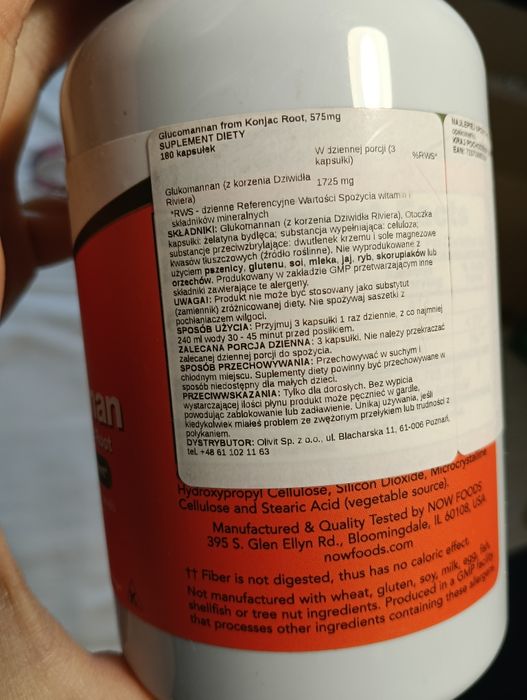 Glucomannan from Konjac Root, 575mg
SUPLEMENT DIETY
180 kapsułek
W dziennej porcji (3
kapsułki)
%RWS*
Glukomannan (z korzenia Dziwidła
Riviera)
1725 mg
*RWS - dzienne Referencyjne Wartości Spożycia witamin i
składników mineralnych
SKŁADNIKI: Glukomannan (z korzenia Dziwidła Riviera), Otoczka
kapsułki: żelatyna bydlęca; substancja wypełniająca: celuloza;
substancje przeciwzbrylające: dwutlenek krzemu i sole magnezowe
kwasów tłuszczowych (źródło roślinne). Nie wyprodukowane z
użyciem pszenicy, glutenu, soi, mleka, jaj, ryb, skorupiaków lub
orzechów. Produkowany w zakładzie GMP przetwarzającym inne
składniki zawierające te alergeny.
UWAGAI: Produkt nie może być stosowany jako substytut
(zamiennik) zróżnicowanej diety. Nie spożywaj saszetki z
pochłaniaczem wilgoci.
SPOSÓB UŻYCIA: Przyjmuj 3 kapsułki 1 raz dziennie, z co najmniej
240 ml wody 30 - 45 minut przed posiłkiem.
ZALECANA PORCJA DZIENNA: 3 kapsułki. Nie należy przekraczać
zalecanej dziennej porcji do spożycia.
SPOSÓB PRZECHOWYWANIA: Przechowywać w suchym i
chłodnym miejscu. Suplementy diety powinny być przechowywane w
sposób niedostępny dla małych dzieci.
PRZECIWWSKAZANIA: Tylko dla dorosłych. Bez wypicia
wystarczającej ilości płynu produkt może pęcznieć w gardle,
powodując zablokowanie lub zadławienie. Unikaj używania, jeśli
kiedykolwiek miałeś problem ze zwężonym przełykiem lub trudności z
połykaniem.
DYSTRYBUTOR: Olivit Sp. z o.o., ul. Blacharska 11, 61-006 Poznań,
tel. +48 61 102 11 63
NAJLEPIEJ
KRAJ
EAN:
nan
Root
Hydroxypropyl Cellulose, Silicon Dioxide, Microcrystalline
Cellulose and Stearic Acid (vegetable source).
Manufactured & Quality Tested by NOW FOODS
395 S. Glen Ellyn Rd., Bloomingdale, IL 60108, USA
nowfoods.com
†† Fiber is not digested, thus has no caloric effect.
Not manufactured with wheat, gluten, soy, milk, egg, fish,
shellfish or tree nut ingredients. Produced in a GMP facility
that processes other ingredients containing these allergens.